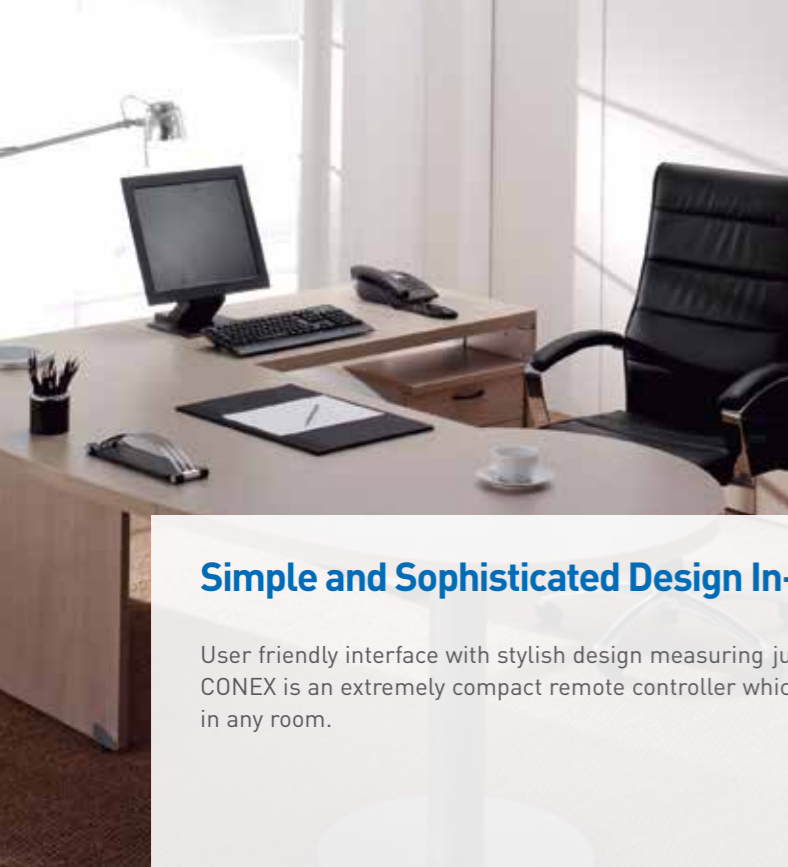 Simple and Sophisticated Design In-
User friendly interface with stylish design measuring
CONEX is an extremely compact remote controller
in any room.